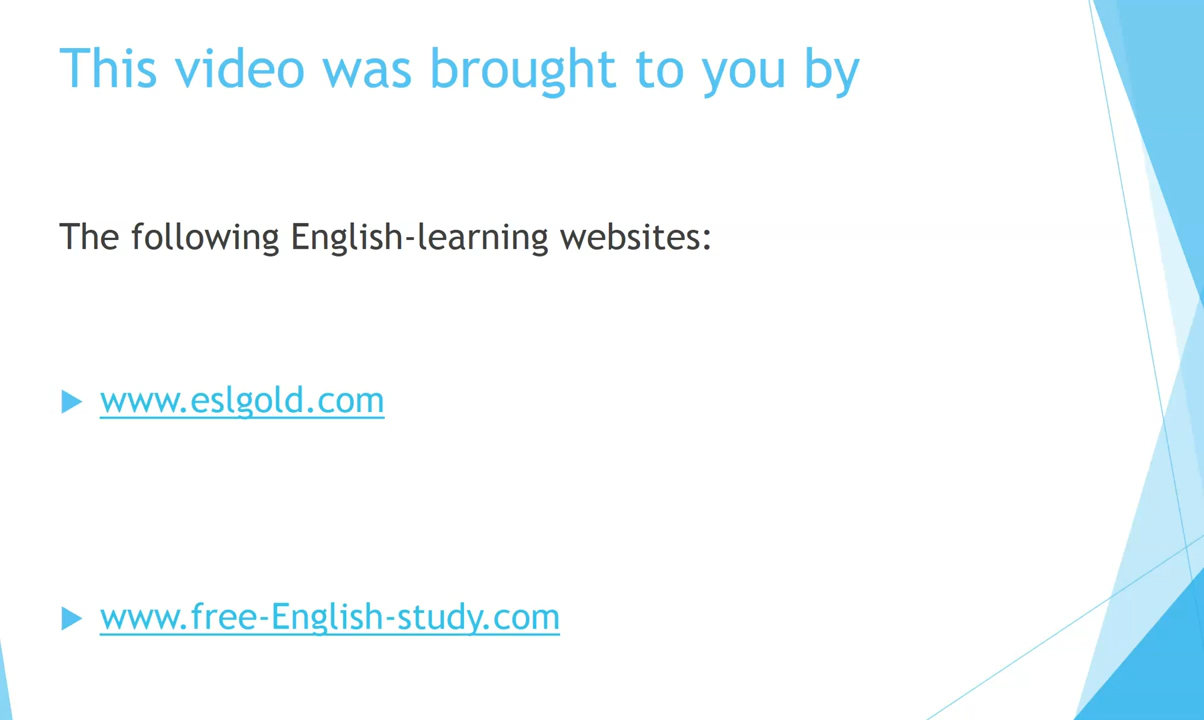 This video was brought to you by
The following English-learning websites:
www.eslgold.com
www.free-English-study.com